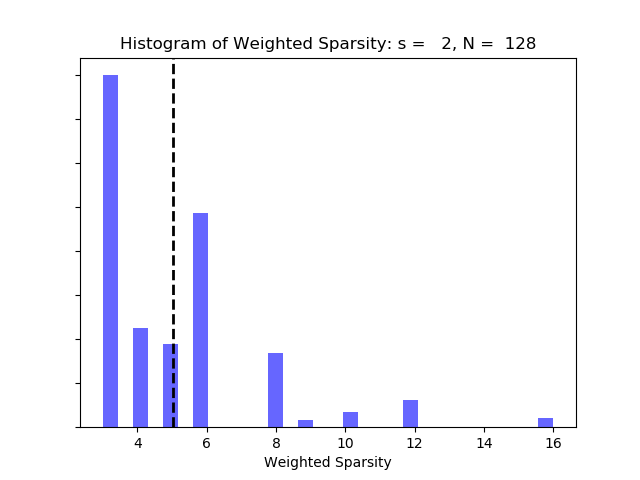 Histogram of Weighted Sparsity: s =   2, N =  128
4 6 8 10 12 14 16
Weighted Sparsity